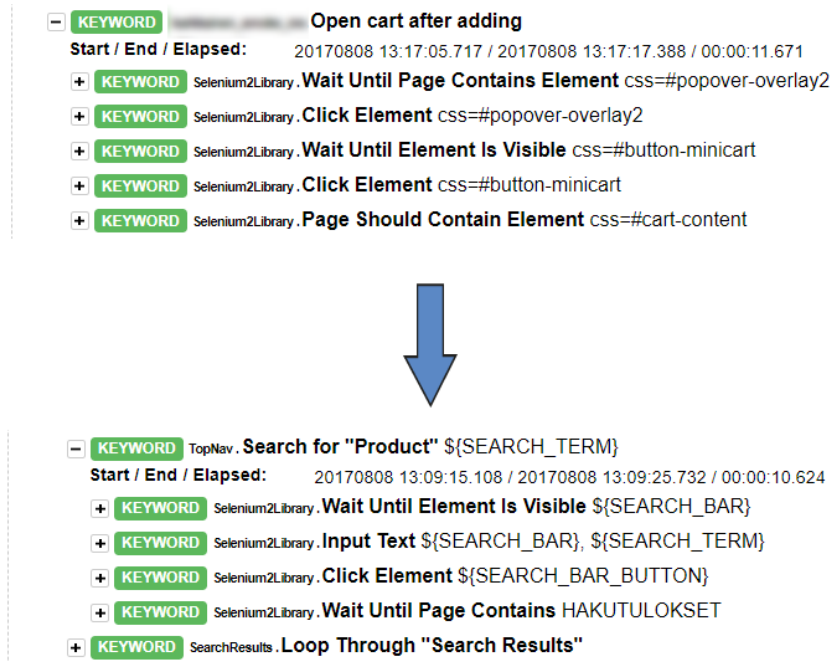 KEYWORD Open cart after adding
Start / End / Elapsed: 20170808 13:17:05.717 / 20170808 13:17:17.388 / 00:00:11.671
KEYWORD Selenium2Library.Wait Until Page Contains Element css=#popover-overlay2
KEYWORD Selenium2Library.Click Element css=#popover-overlay2
KEYWORD Selenium2Library.Wait Until Element Is Visible css=#button-minicart
KEYWORD Selenium2Library.Click Element css=#button-minicart
KEYWORD Selenium2Library.Page Should Contain Element css=#cart-content
KEYWORD TopNav.Search for "Product" ${SEARCH_TERM}
Start / End / Elapsed: 20170808 13:09:15.108 / 20170808 13:09:25.732 / 00:00:10.624
KEYWORD Selenium2Library.Wait Until Element Is Visible ${SEARCH_BAR}
KEYWORD Selenium2Library.Input Text ${SEARCH_BAR}, ${SEARCH_TERM}
KEYWORD Selenium2Library.Click Element ${SEARCH_BAR_BUTTON}
KEYWORD Selenium2Library.Wait Until Page Contains HAKUTULOKSET
KEYWORD SearchResults.Loop Through "Search Results"